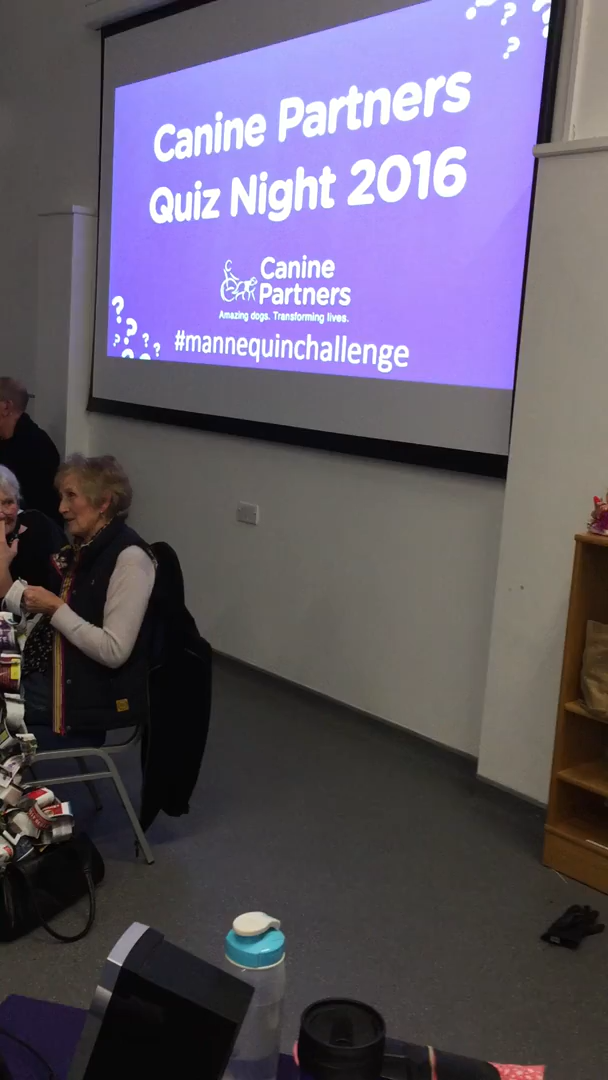 Canine Partners
Quiz Night 2016
Canine
Partners
Amazing dogs. Transforming lives.
#mannequinchallenge